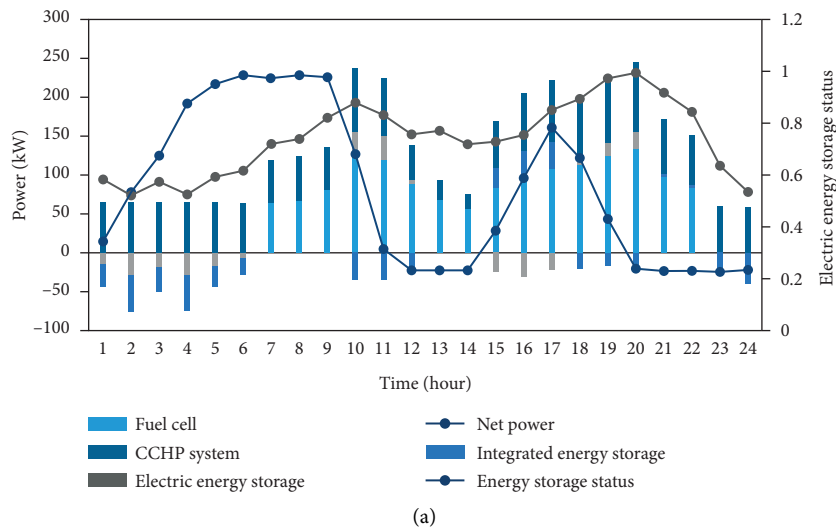 300
250
200
150
100
50
0
–50
–100
Power (kW)
1.2
1
0.8
0.6
0.4
0.2
0
Electric energy storage status
1 2 3 4 5 6 7 8 9 10 11 12 13 14 15 16 17 18 19 20 21 22 23 24
Time (hour)
Fuel cell
CCHP system
Electric energy storage
Net power
Integrated energy storage
Energy storage status
(a)